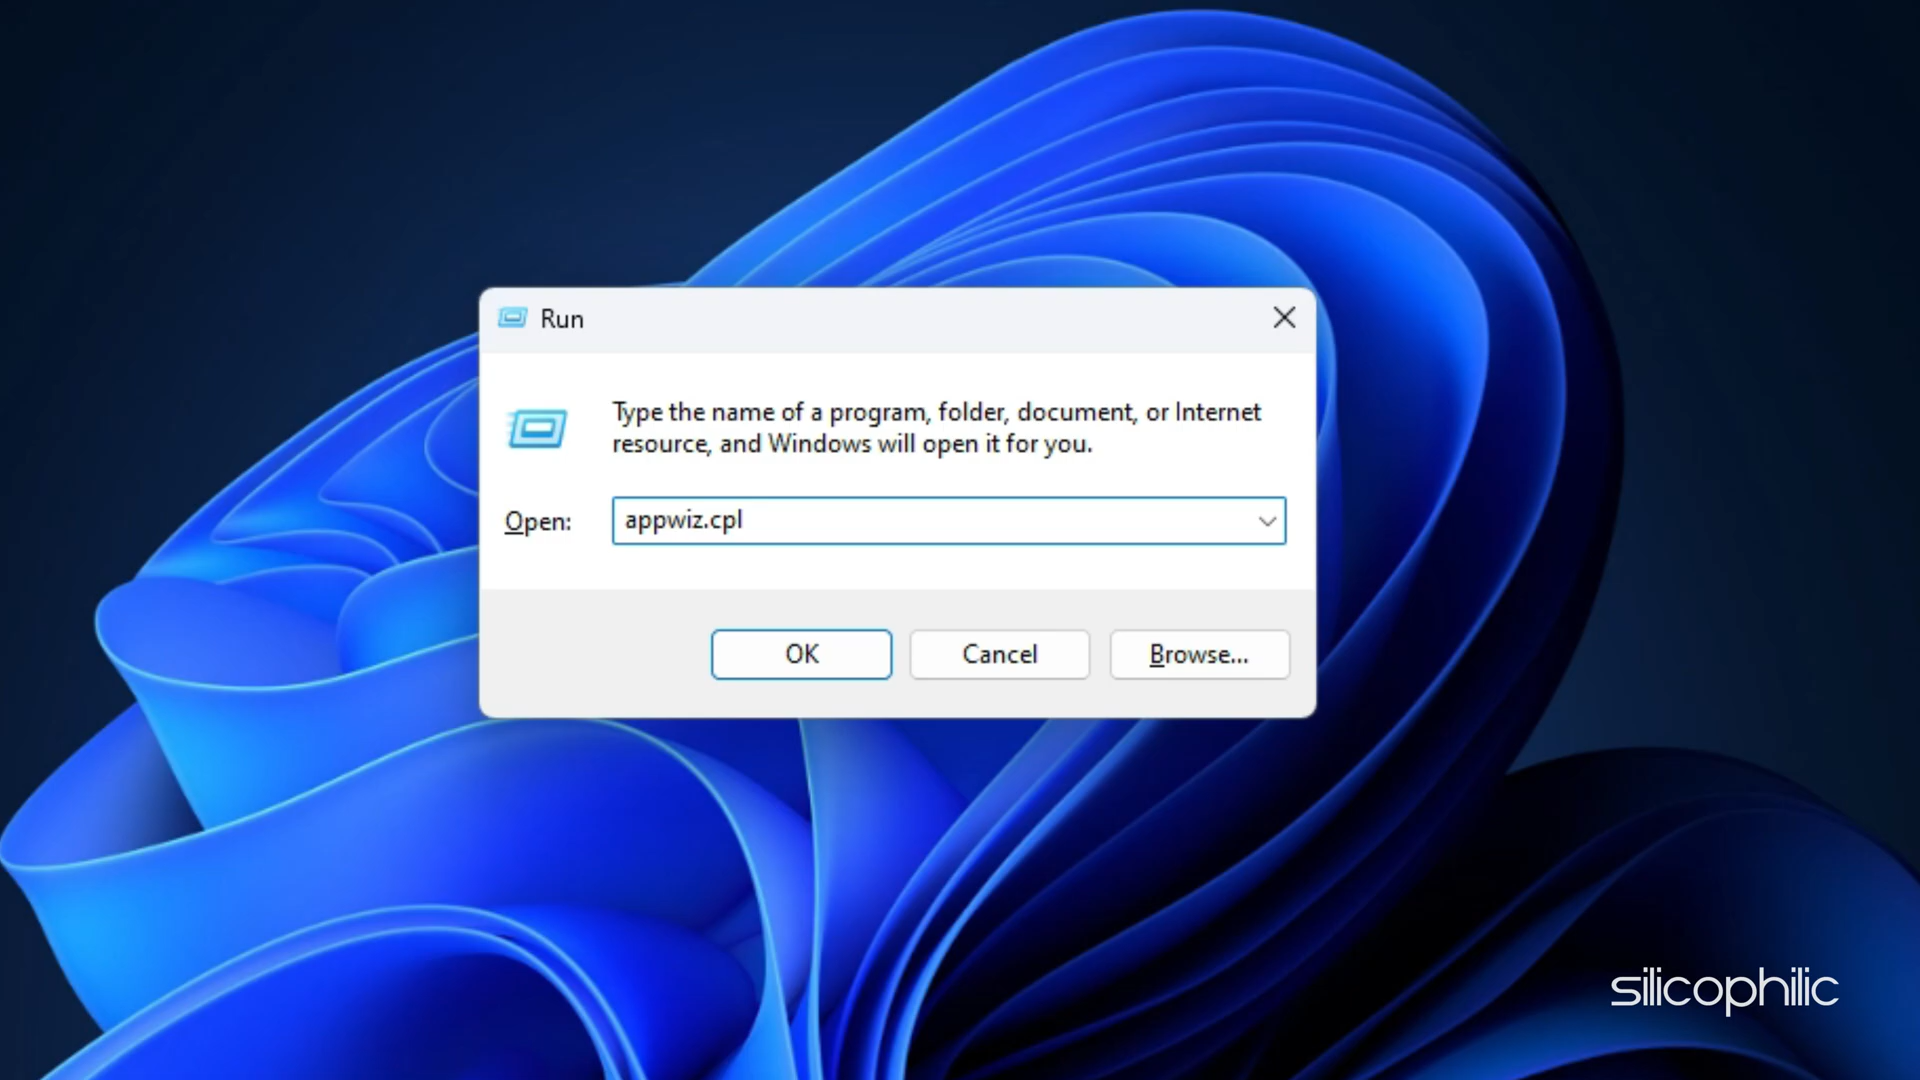 Run
Type the name of a program, folder, document, or Internet
resource, and Windows will open it for you.
Open: appwiz.cpl
OK Cancel Browse...
silicophilic